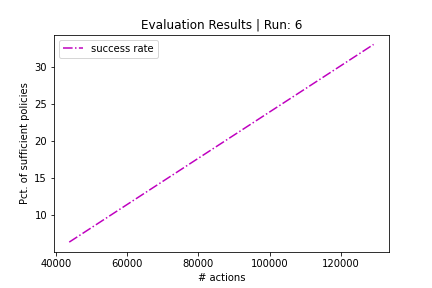 Evaluation Results | Run: 6
success rate
Pct. of sufficient policies
30
25
20
15
10
40000 60000 80000 100000 120000
# actions